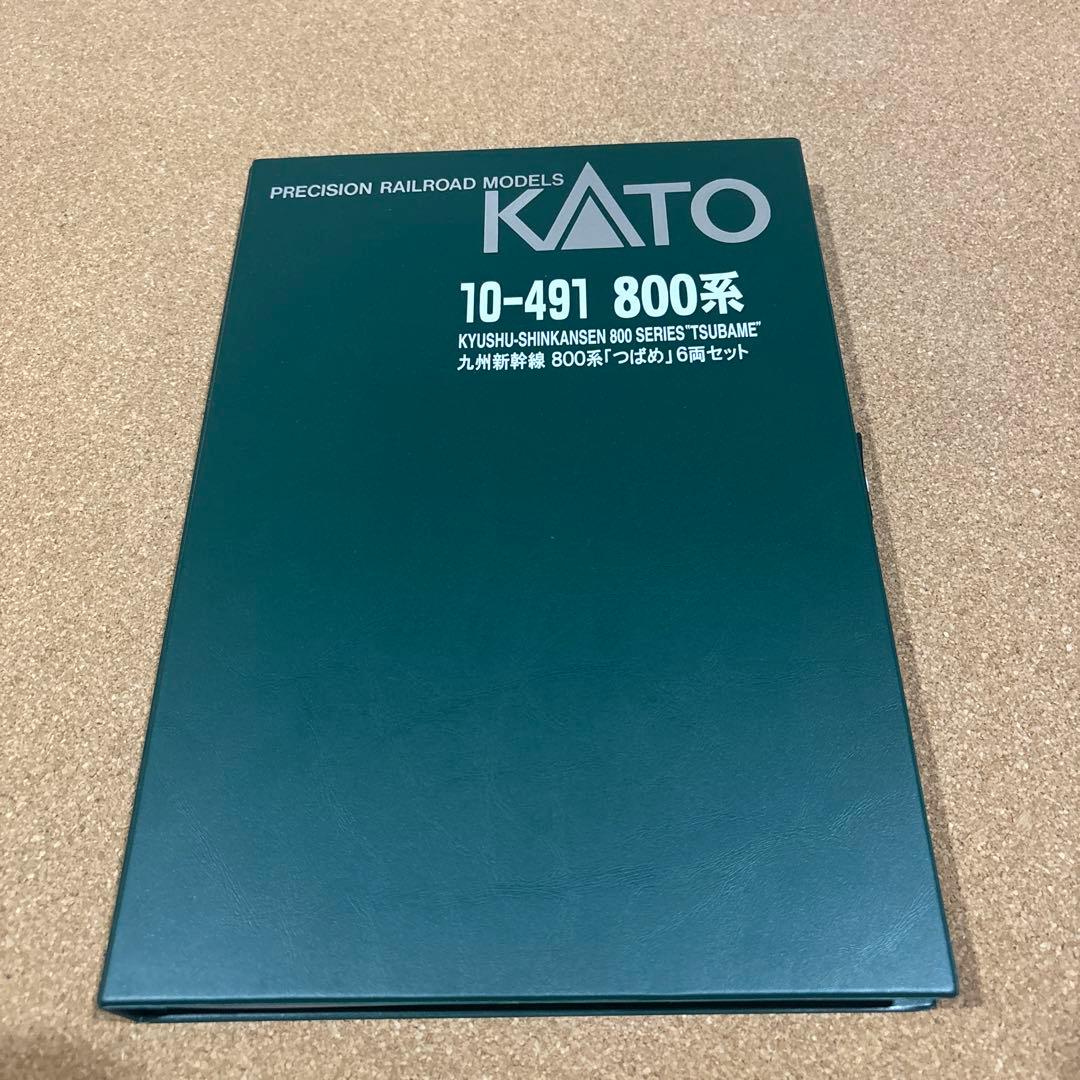 PRECISION RAILROAD MODELS
KATO
10-491 800系
KYUSHU-SHINKANSEN 800 SERIES"TSUBAME"
九州新幹線 800系「つばめ」6両セット